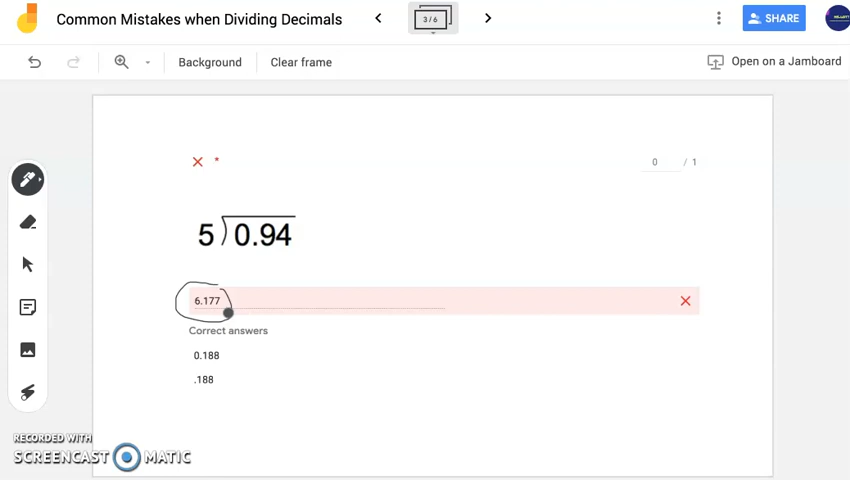 Common Mistakes when Dividing Decimals
3 / 6
SHARE
Background
Clear frame
Open on a Jamboard
* 0 / 1
5 ) 0.94
6.177
Correct answers
0.188
.188
RECORDED WITH
SCREENCAST MATIC